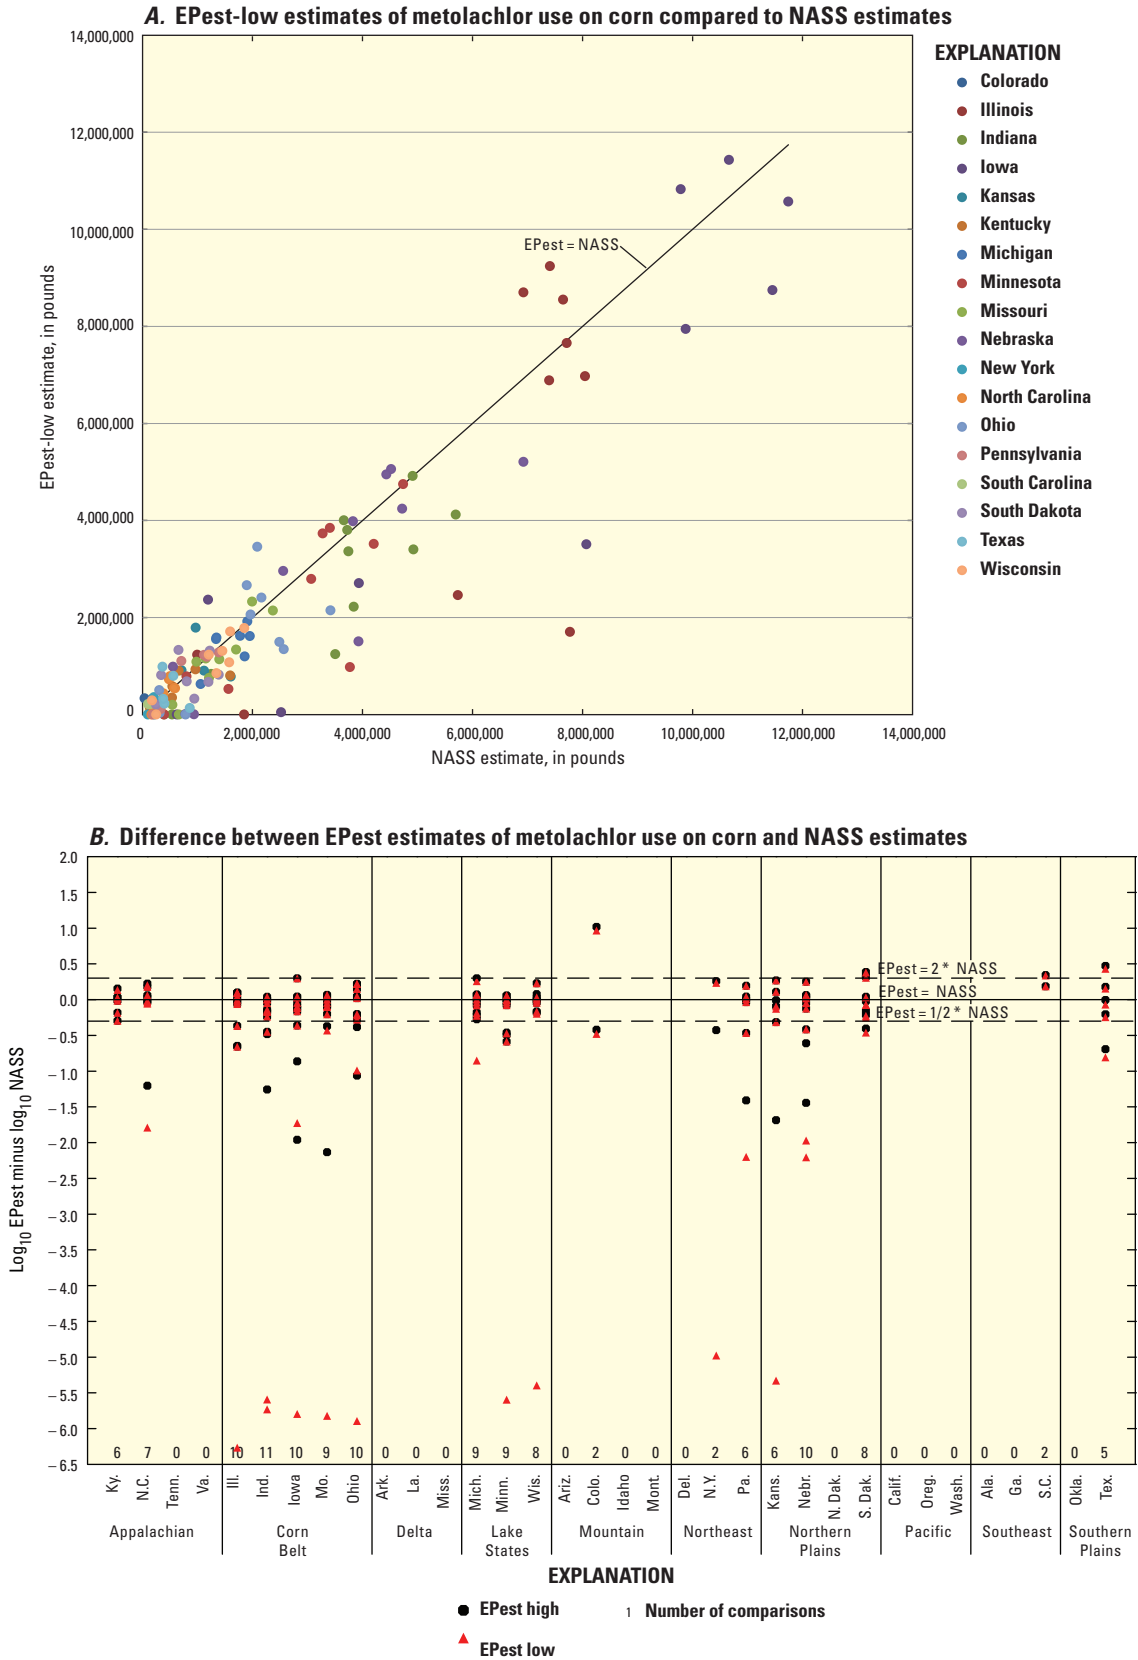 A. EPest-low estimates of metolachlor use on corn compared to NASS estimates
14,000,000
12,000,000
10,000,000
8,000,000
6,000,000
4,000,000
2,000,000
0
EPest-low estimate, in pounds
EPest = NASS
0 2,000,000 4,000,000 6,000,000 8,000,000 10,000,000 12,000,000 14,000,000
NASS estimate, in pounds
EXPLANATION
Colorado
Illinois
Indiana
Iowa
Kansas
Kentucky
Michigan
Minnesota
Missouri
Nebraska
New York
North Carolina
Ohio
Pennsylvania
South Carolina
South Dakota
Texas
Wisconsin
B. Difference between EPest estimates of metolachlor use on corn and NASS estimates
2.0
1.5
1.0
0.5
0.0
−0.5
−1.0
−1.5
−2.0
−2.5
−3.0
−3.5
−4.0
−4.5
−5.0
−5.5
−6.0
−6.5
Log10 EPest minus log10 NASS
EPest = 2 * NASS
EPest = NASS
EPest = 1/2 * NASS
6 7 0 0 10 11 10 9 10 0 0 0 9 9 8 0 2 0 0 0 2 6 6 10 0 8 0 0 0 0 0 2 0 5
Ky. N.C. Tenn. Va. Ill. Ind. Iowa Mo. Ohio Ark. La. Miss. Mich. Minn. Wis. Ariz. Colo. Idaho Mont. Del. N.Y. Pa. Kans. Nebr. N. Dak. S. Dak. Calif. Oreg. Wash. Ala. Ga. S.C. Okla. Tex.
Appalachian Corn Delta Lake Mountain Northeast Northern Pacific Southeast Southern
Belt States Plains Plains
EXPLANATION
EPest high 1 Number of comparisons
EPest low